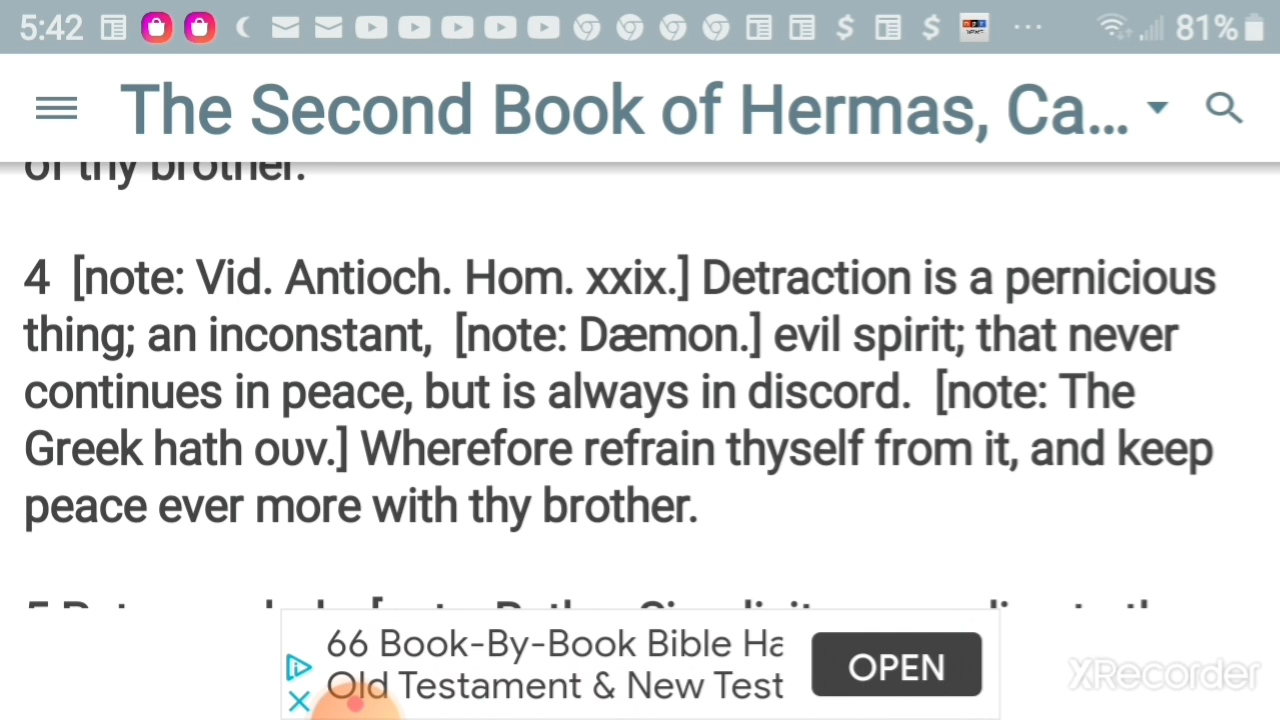 5:42
81%
The Second Book of Hermas, Ca...
of thy brother.
4 [note: Vid. Antioch. Hom. xxix.] Detraction is a pernicious
thing; an inconstant, [note: Dæmon.] evil spirit; that never
continues in peace, but is always in discord. [note: The
Greek hath ουν.] Wherefore refrain thyself from it, and keep
peace ever more with thy brother.
66 Book-By-Book Bible Ha
Old Testament & New Test
OPEN
XRecorder